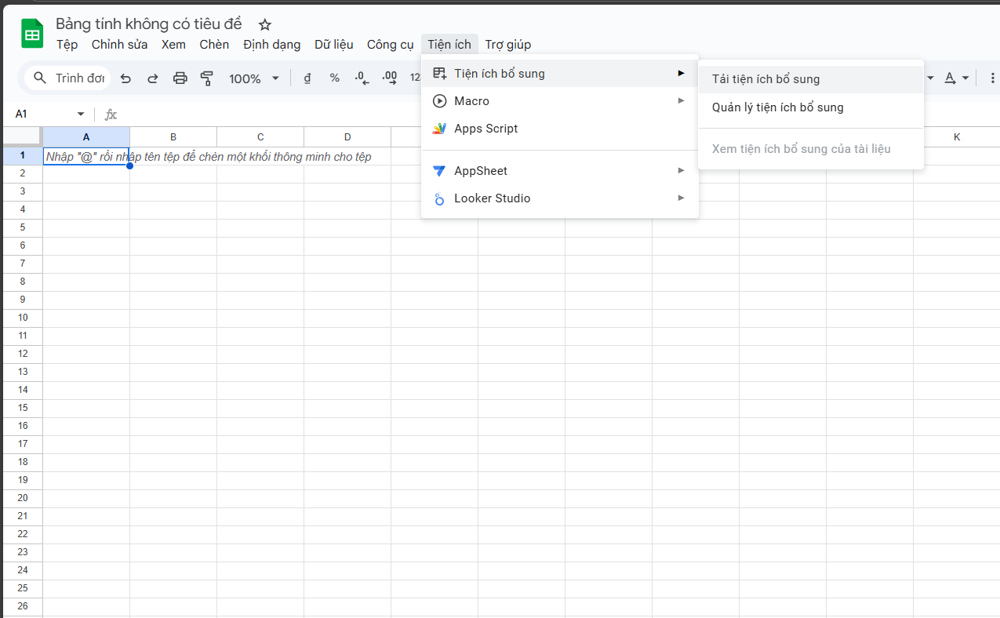 Bảng tính không có tiêu đề
Tệp Chỉnh sửa Xem Chèn Định dạng Dữ liệu Công cụ Tiện ích Trợ giúp
Trình đơn 100% đ % .0 .00 123
Tiện ích bổ sung
Macro
Apps Script
AppSheet
Looker Studio
Tải tiện ích bổ sung
Quản lý tiện ích bổ sung
Xem tiện ích bổ sung của tài liệu
A
A1 fx
A B C D K
1 Nhập "@" rồi nhập tên tệp để chèn một khối thông minh cho tệp
2
3
4
5
6
7
8
9
10
11
12
13
14
15
16
17
18
19
20
21
22
23
24
25
26